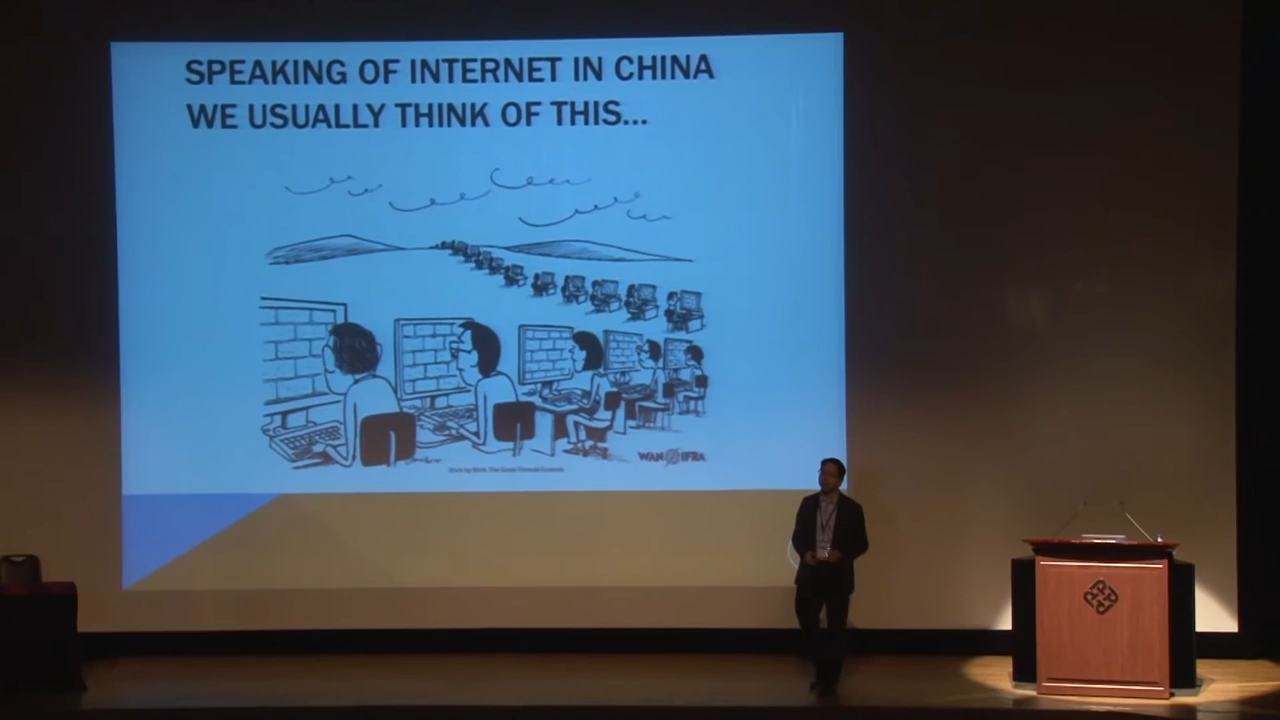 SPEAKING OF INTERNET IN CHINA
WE USUALLY THINK OF THIS...
WAN IFRA